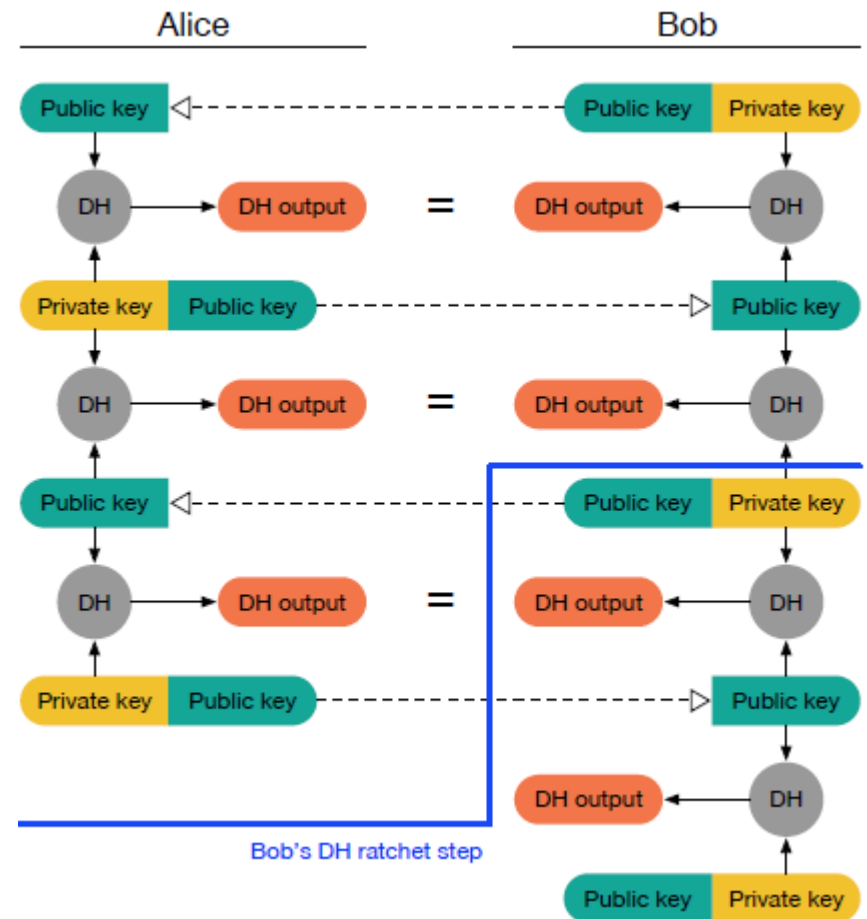 Alice Bob
Public key Public key Private key
DH DH output = DH output DH
Private key Public key Public key
DH DH output = DH output DH
Public key Public key Private key
DH DH output = DH output DH
Private key Public key Public key
DH output DH
Bob's DH ratchet step
Public key Private key